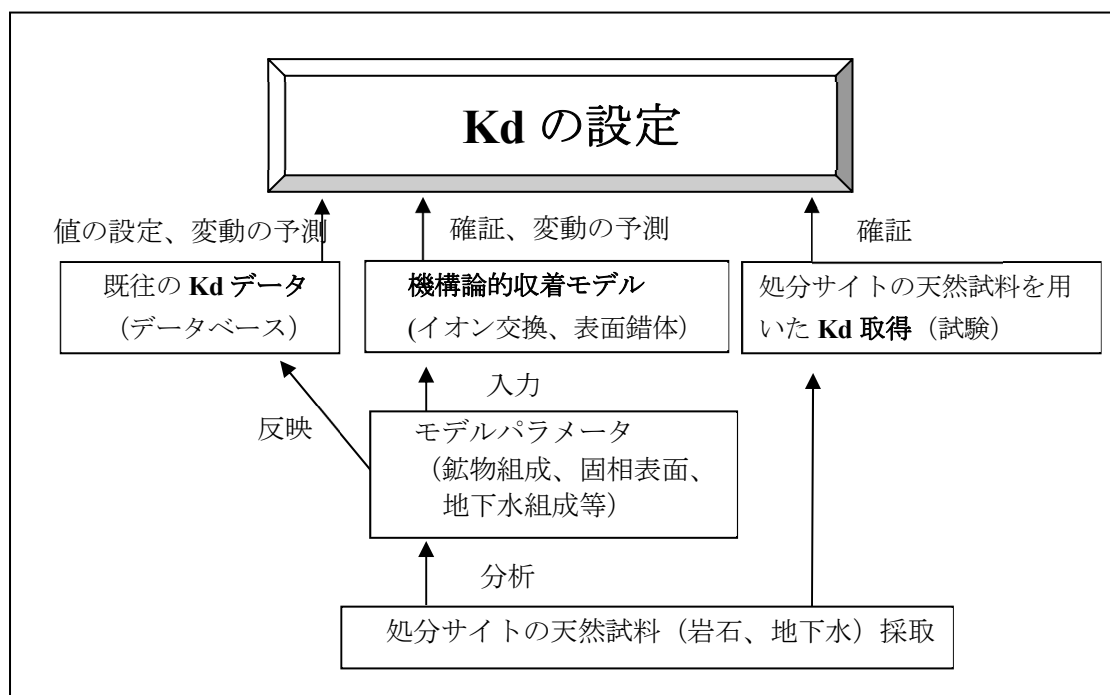 Kd の設定
値の設定、変動の予測
確証、変動の予測
確証
既往の Kd データ
（データベース）
機構論的収着モデル
(イオン交換、表面錯体）
処分サイトの天然試料を用
いた Kd 取得（試験）
入力
反映
モデルパラメータ
（鉱物組成、固相表面、
地下水組成等）
分析
処分サイトの天然試料（岩石、地下水）採取